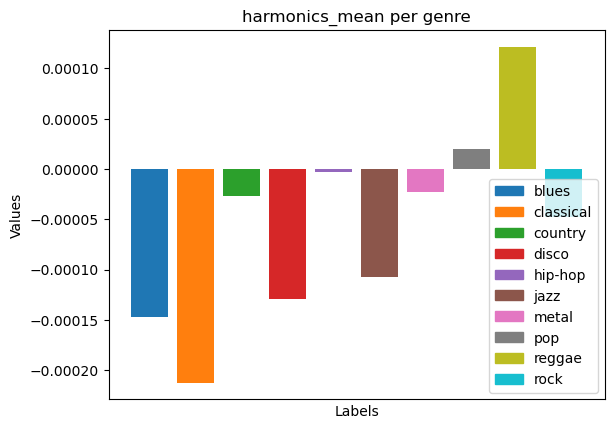 harmonics_mean per genre
0.00010
0.00005
0.00000
−0.00005
−0.00010
−0.00015
−0.00020
Values
Labels
blues
classical
country
disco
hip-hop
jazz
metal
pop
reggae
rock